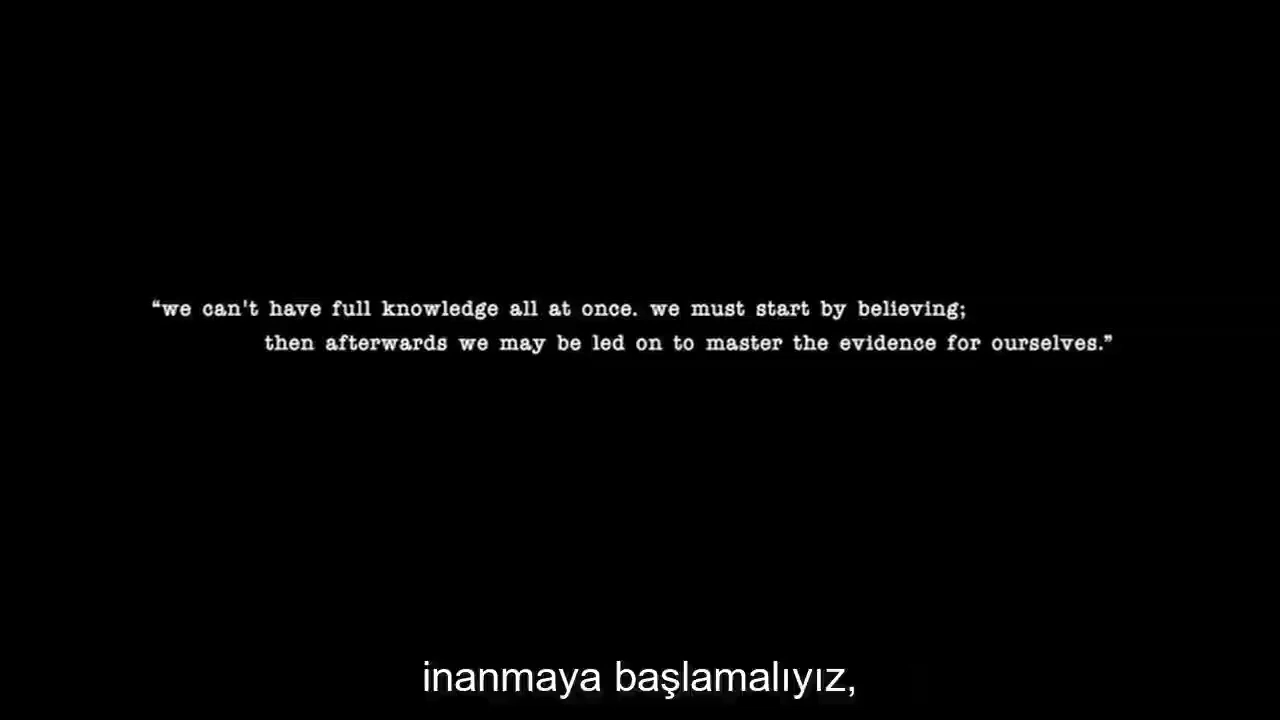 “we can't have full knowledge all at once. we must start by believing;
then afterwards we may be led on to master the evidence for ourselves.”
inanmaya başlamalıyız,